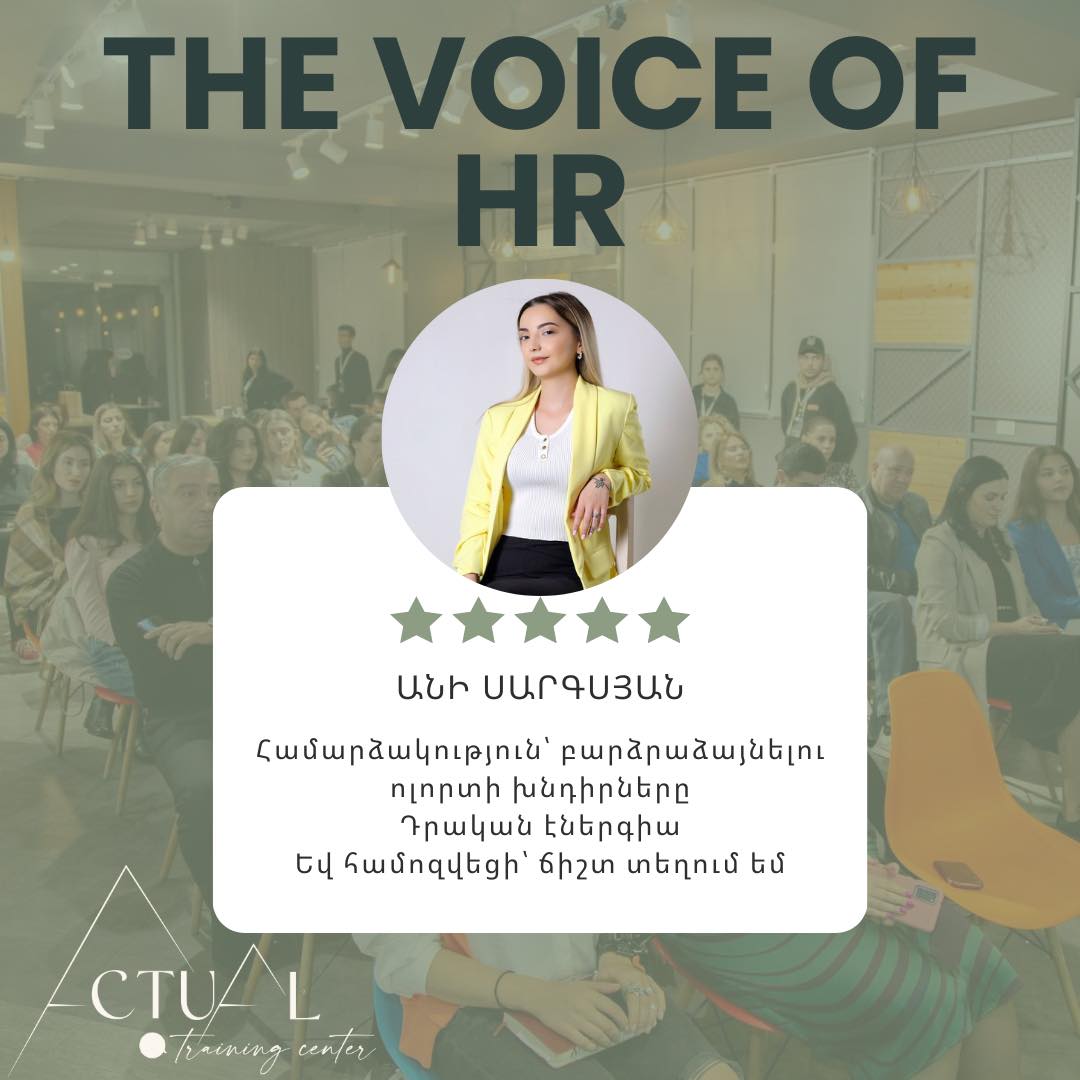 THE VOICE OF
HR
ԱՆԻ ՍԱՐԳՍՅԱՆ
Համարձակություն՝ բարձրաձայնելու
ոլորտի խնդիրները
Դրական էներգիա
Եվ համոզվեցի՝ ճիշտ տեղում եմ
ACTUAL
training center